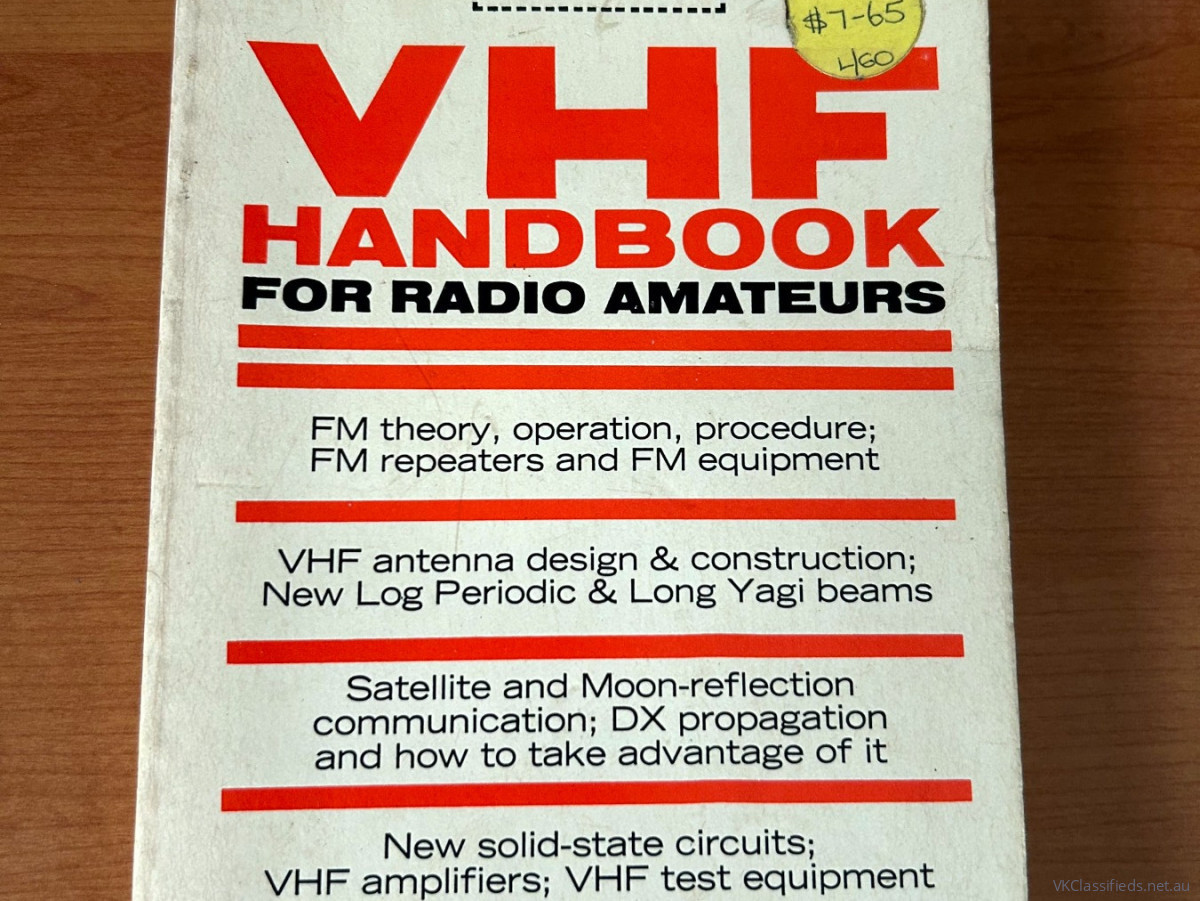 $7-65
4/60
VHF
HANDBOOK
FOR RADIO AMATEURS
FM theory, operation, procedure;
FM repeaters and FM equipment
VHF antenna design & construction;
New Log Periodic & Long Yagi beams
Satellite and Moon-reflection
communication; DX propagation
and how to take advantage of it
New solid-state circuits;
VHF amplifiers; VHF test equipment
VKClassifieds.net.au